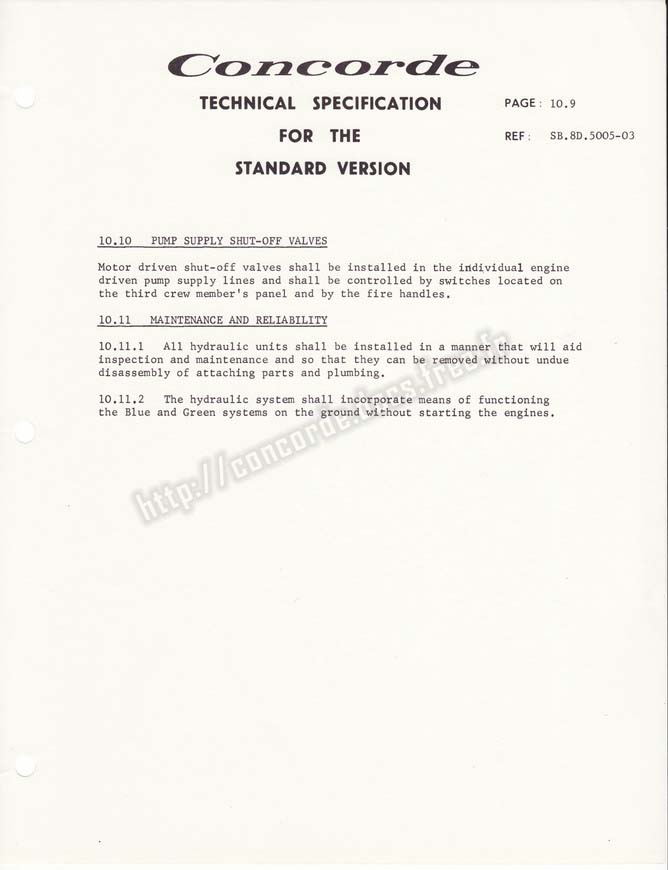 Concorde
TECHNICAL SPECIFICATION
FOR THE
STANDARD VERSION
PAGE: 10.9
REF: SB.8D.5005-03
10.10 PUMP SUPPLY SHUT-OFF VALVES
Motor driven shut-off valves shall be installed in the individual engine
driven pump supply lines and shall be controlled by switches located on
the third crew member's panel and by the fire handles.
10.11 MAINTENANCE AND RELIABILITY
10.11.1 All hydraulic units shall be installed in a manner that will aid
inspection and maintenance and so that they can be removed without undue
disassembly of attaching parts and plumbing.
10.11.2 The hydraulic system shall incorporate means of functioning
the Blue and Green systems on the ground without starting the engines.
http://concorde.docs.free.fr